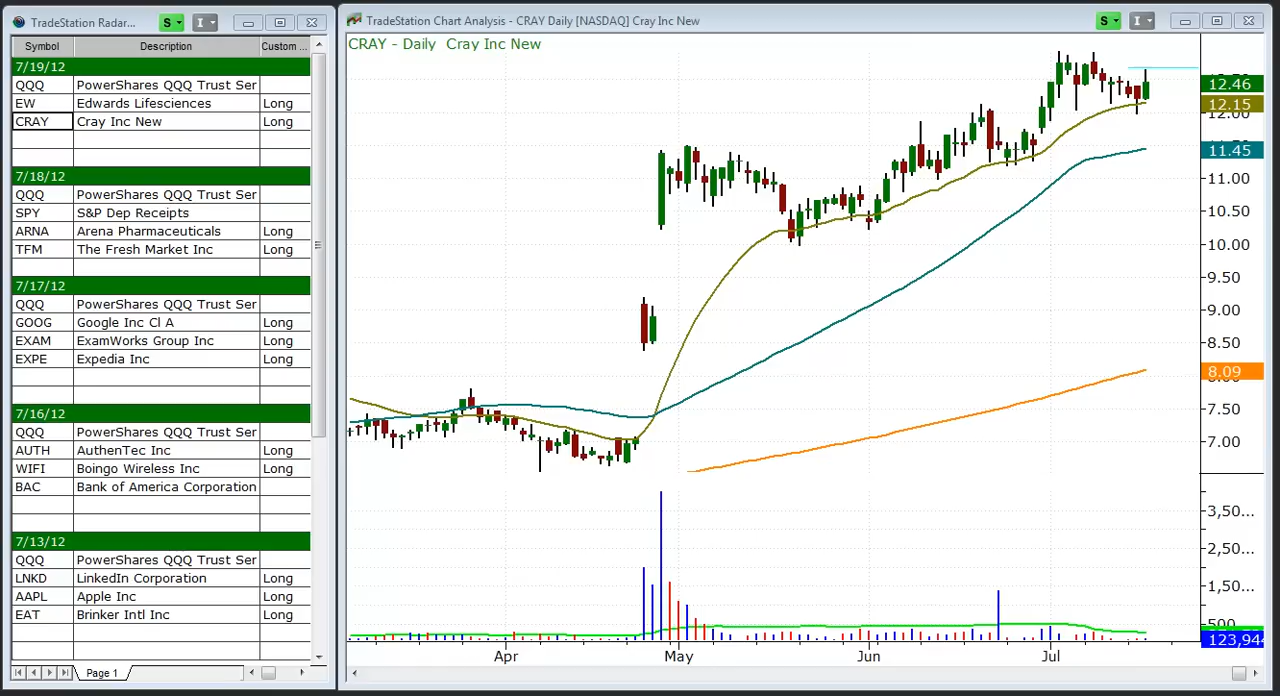 TradeStation Radar...
S
I
Symbol Description Custom ...
7/19/12
QQQ PowerShares QQQ Trust Ser
EW Edwards Lifesciences Long
CRAY Cray Inc New Long
7/18/12
QQQ PowerShares QQQ Trust Ser
SPY S&P Dep Receipts
ARNA Arena Pharmaceuticals Long
TFM The Fresh Market Inc Long
7/17/12
QQQ PowerShares QQQ Trust Ser
GOOG Google Inc Cl A Long
EXAM ExamWorks Group Inc Long
EXPE Expedia Inc Long
7/16/12
QQQ PowerShares QQQ Trust Ser
AUTH AuthenTec Inc Long
WIFI Boingo Wireless Inc Long
BAC Bank of America Corporation
7/13/12
QQQ PowerShares QQQ Trust Ser
LNKD LinkedIn Corporation Long
AAPL Apple Inc Long
EAT Brinker Intl Inc Long
Page 1
TradeStation Chart Analysis - CRAY Daily [NASDAQ] Cray Inc New
S
I
CRAY - Daily Cray Inc New
12.46
12.15
12.00
11.45
11.00
10.50
10.00
9.50
9.00
8.50
8.09
7.50
7.00
3,50...
2,50...
1,50...
500
123,944
Apr May Jun Jul